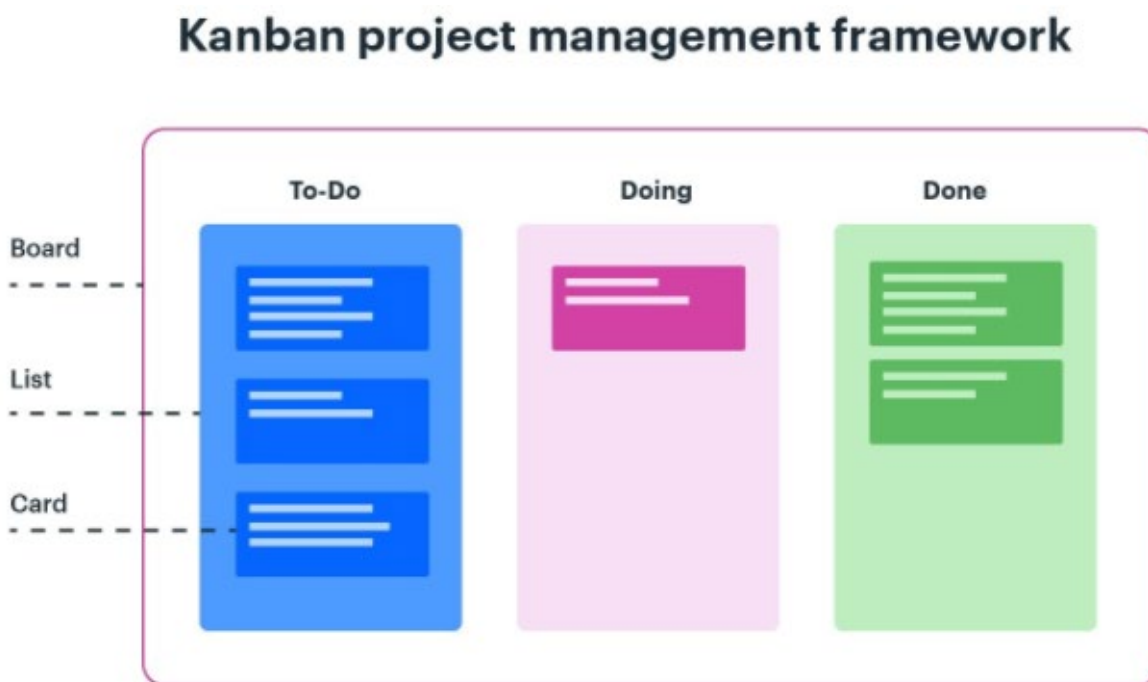 Kanban project management framework
To-Do
Doing
Done
Board
List
Card